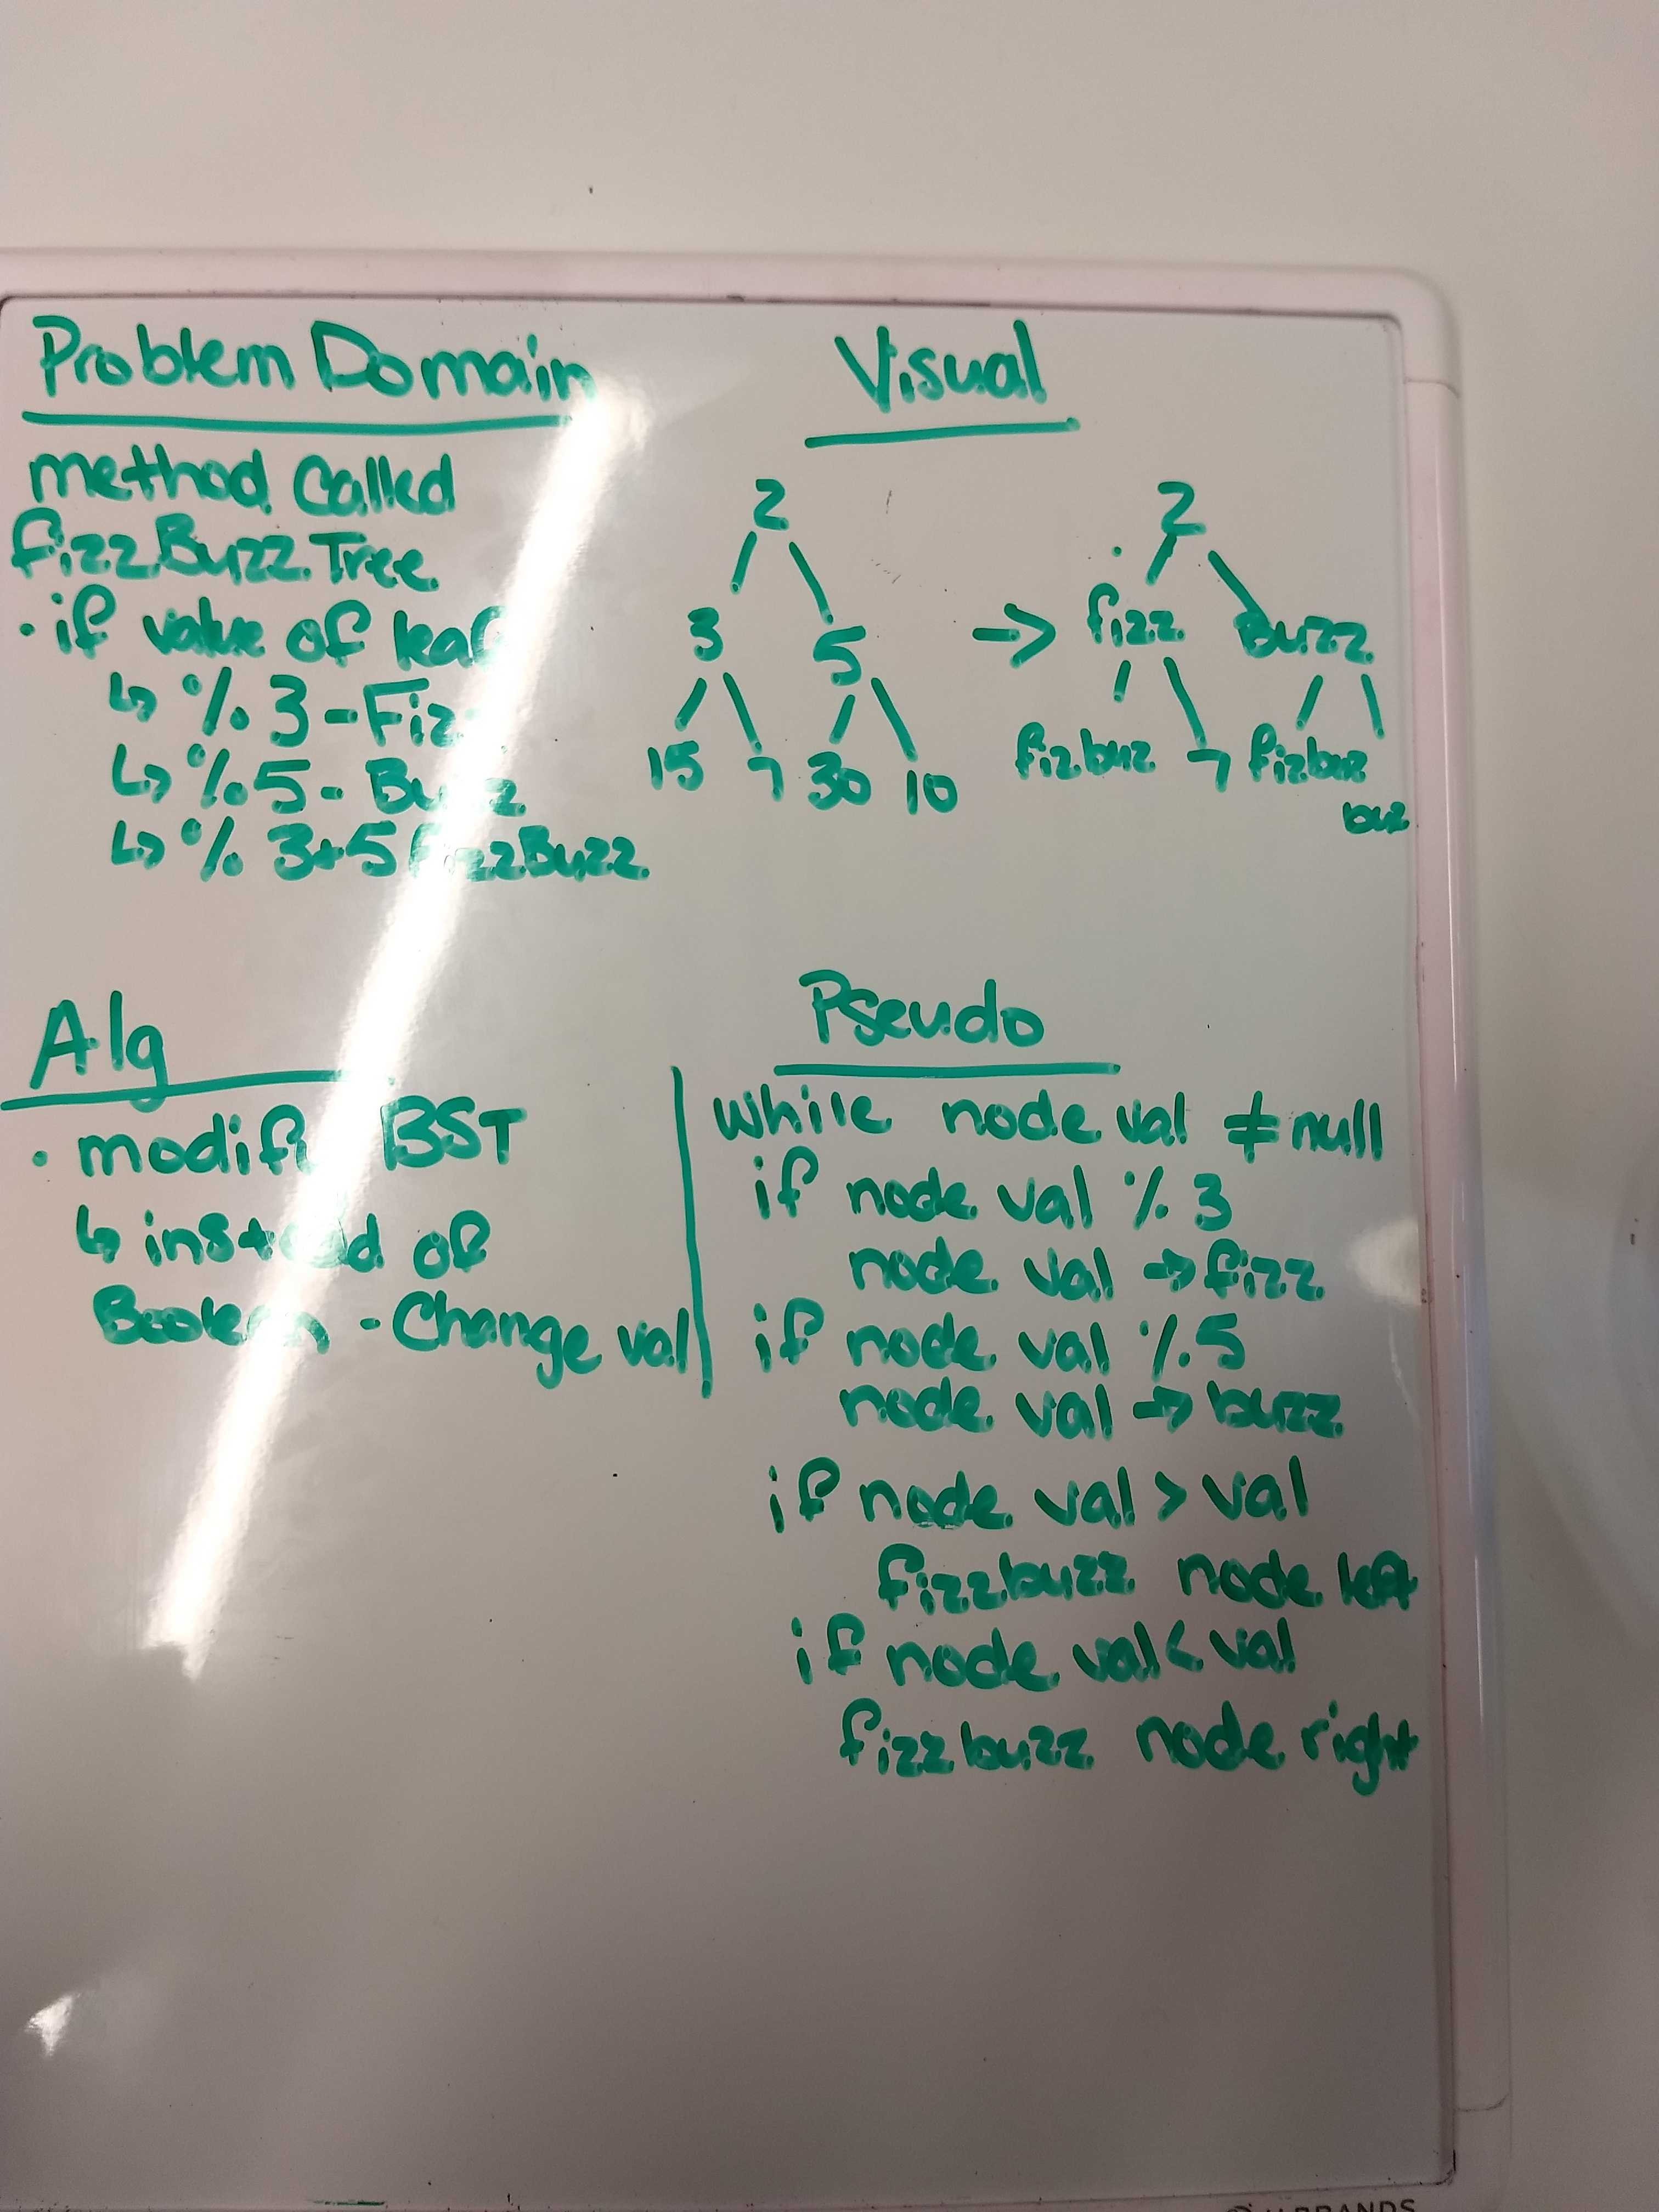 Problem Domain
method called
fizzBuzzTree
• if value of leaf
↳ % 3 - Fiz
↳ % 5 - Buzz
↳ % 3+5 FizzBuzz
Visual
2
3 5
15 7 30 10
→
2
fizz Buzz
fizbuz 7 fizbuz
buz
Alg
• modify BST
↳ instead of
Boolean - Change val
Pseudo
while node val ≠ null
if node val % 3
node val → fizz
if node val % 5
node val → buzz
if node val > val
fizzbuzz node left
if node val < val
fizzbuzz node right
BRANDS